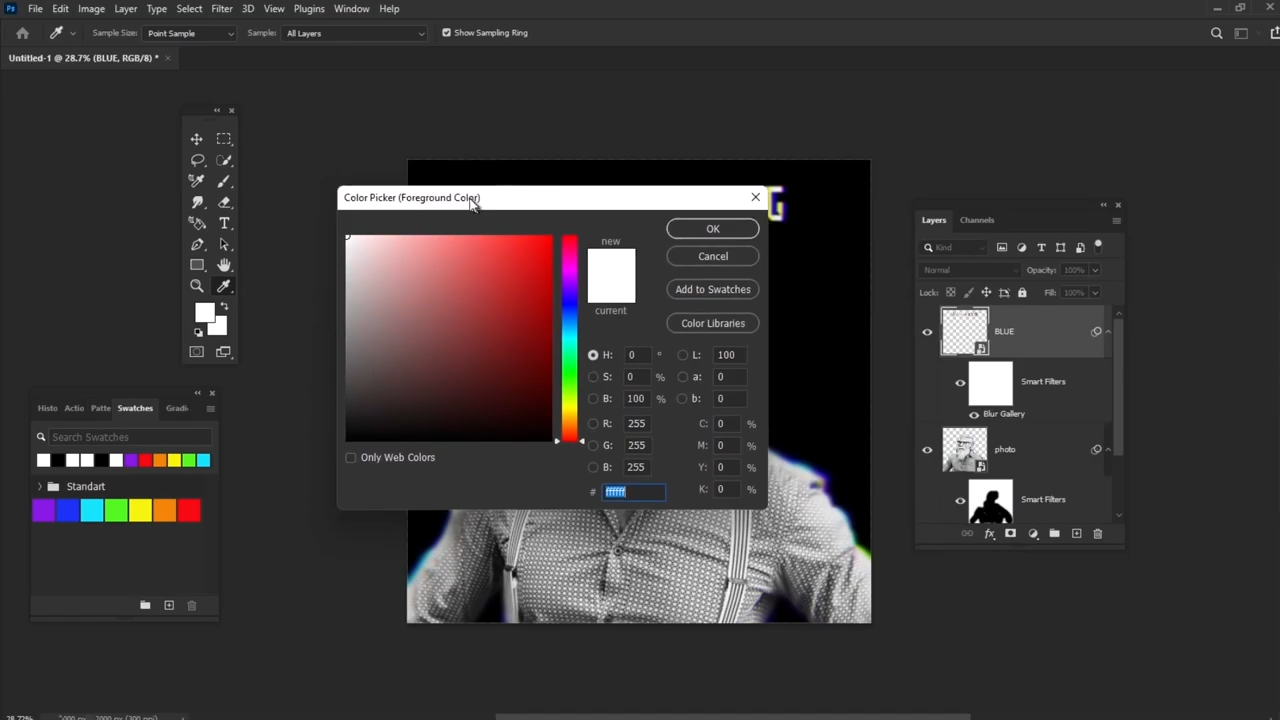 Ps File Edit Image Layer Type Select Filter 3D View Plugins Window Help
Sample Size: Point Sample Sample: All Layers Show Sampling Ring
Untitled-1 @ 28.7% (BLUE, RGB/8) * ×
Color Picker (Foreground Color)
G
OK
new
Cancel
Add to Swatches
current
Color Libraries
H: 0 ° L: 100
S: 0 % a: 0
B: 100 % b: 0
R: 255 C: 0 %
G: 255 M: 0 %
B: 255 Y: 0 %
# ffffff K: 0 %
Only Web Colors
T
Histo Actio Patte Swatches Gradi
Search Swatches
Standart
Layers Channels
Kind
Normal Opacity: 100%
Lock: Fill: 100%
BLUE
Smart Filters
Blur Gallery
photo
Smart Filters
fx